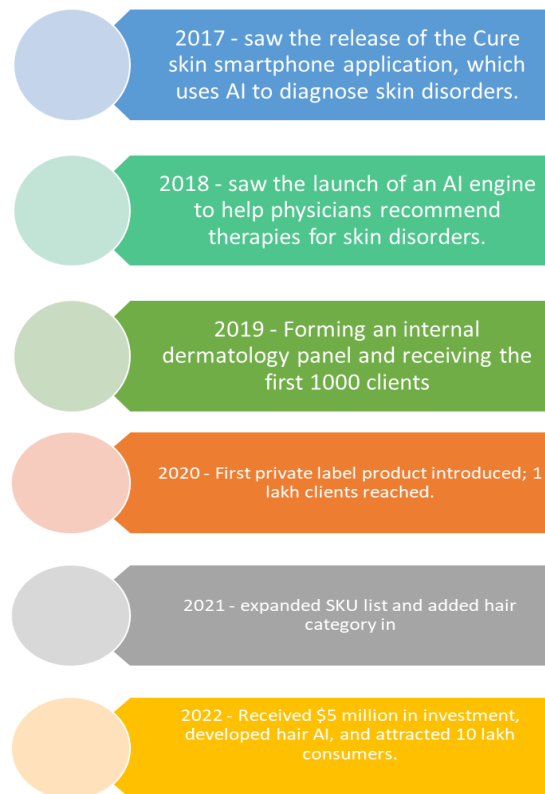 2017 - saw the release of the Cure
skin smartphone application, which
uses AI to diagnose skin disorders.
2018 - saw the launch of an AI engine
to help physicians recommend
therapies for skin disorders.
2019 - Forming an internal
dermatology panel and receiving the
first 1000 clients
2020 - First private label product introduced; 1
lakh clients reached.
2021 - expanded SKU list and added hair
category in
2022 - Received $5 million in investment,
developed hair AI, and attracted 10 lakh
consumers.